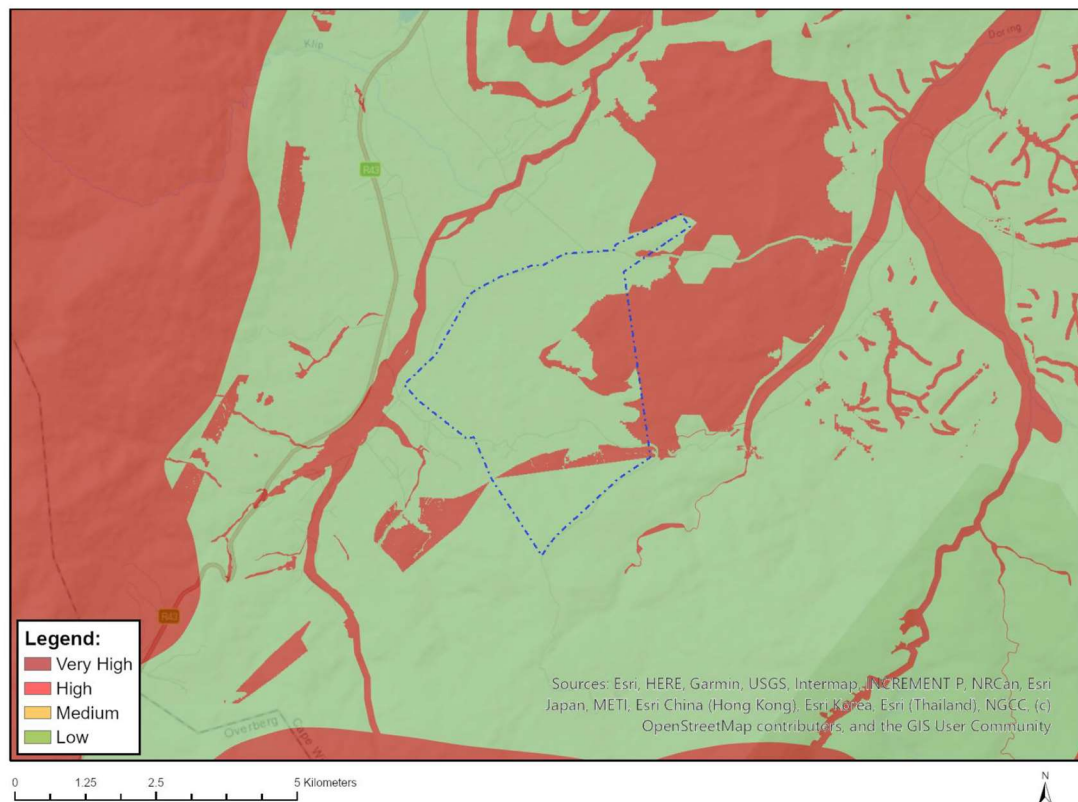 Klip
Doring
R43
R43
Legend:
Very High
High
Medium
Low
Sources: Esri, HERE, Garmin, USGS, Intermap, INCREMENT P, NRCan, Esri
Japan, METI, Esri China (Hong Kong), Esri Korea, Esri (Thailand), NGCC, (c)
OpenStreetMap contributors, and the GIS User Community
Overberg
Cape W
0 1.25 2.5 5 Kilometers
N